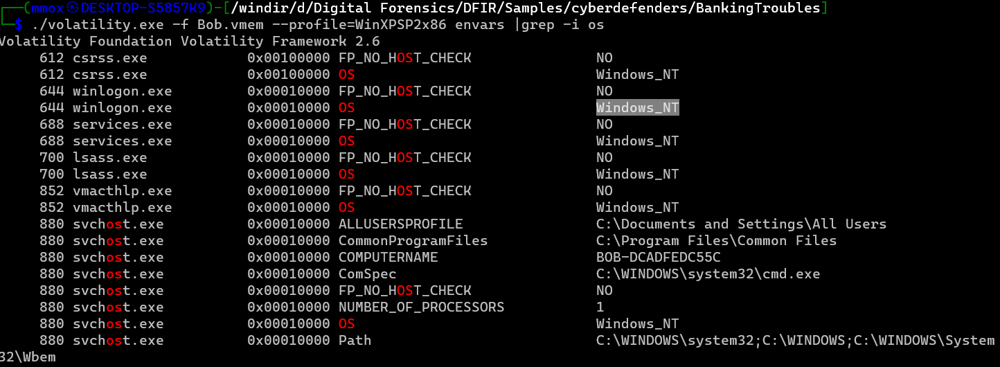 ┌──(mmox㉿DESKTOP-S5857K9)-[/windir/d/Digital Forensics/DFIR/Samples/cyberdefenders/BankingTroubles]
└─$ ./volatility.exe -f Bob.vmem --profile=WinXPSP2x86 envars |grep -i os
Volatility Foundation Volatility Framework 2.6
612 csrss.exe 0x00100000 FP_NO_HOST_CHECK NO
612 csrss.exe 0x00100000 OS Windows_NT
644 winlogon.exe 0x00010000 FP_NO_HOST_CHECK NO
644 winlogon.exe 0x00010000 OS Windows_NT
688 services.exe 0x00010000 FP_NO_HOST_CHECK NO
688 services.exe 0x00010000 OS Windows_NT
700 lsass.exe 0x00010000 FP_NO_HOST_CHECK NO
700 lsass.exe 0x00010000 OS Windows_NT
852 vmacthlp.exe 0x00010000 FP_NO_HOST_CHECK NO
852 vmacthlp.exe 0x00010000 OS Windows_NT
880 svchost.exe 0x00010000 ALLUSERSPROFILE C:\Documents and Settings\All Users
880 svchost.exe 0x00010000 CommonProgramFiles C:\Program Files\Common Files
880 svchost.exe 0x00010000 COMPUTERNAME BOB-DCADFEDC55C
880 svchost.exe 0x00010000 ComSpec C:\WINDOWS\system32\cmd.exe
880 svchost.exe 0x00010000 FP_NO_HOST_CHECK NO
880 svchost.exe 0x00010000 NUMBER_OF_PROCESSORS 1
880 svchost.exe 0x00010000 OS Windows_NT
880 svchost.exe 0x00010000 Path C:\WINDOWS\system32;C:\WINDOWS;C:\WINDOWS\System
32\Wbem